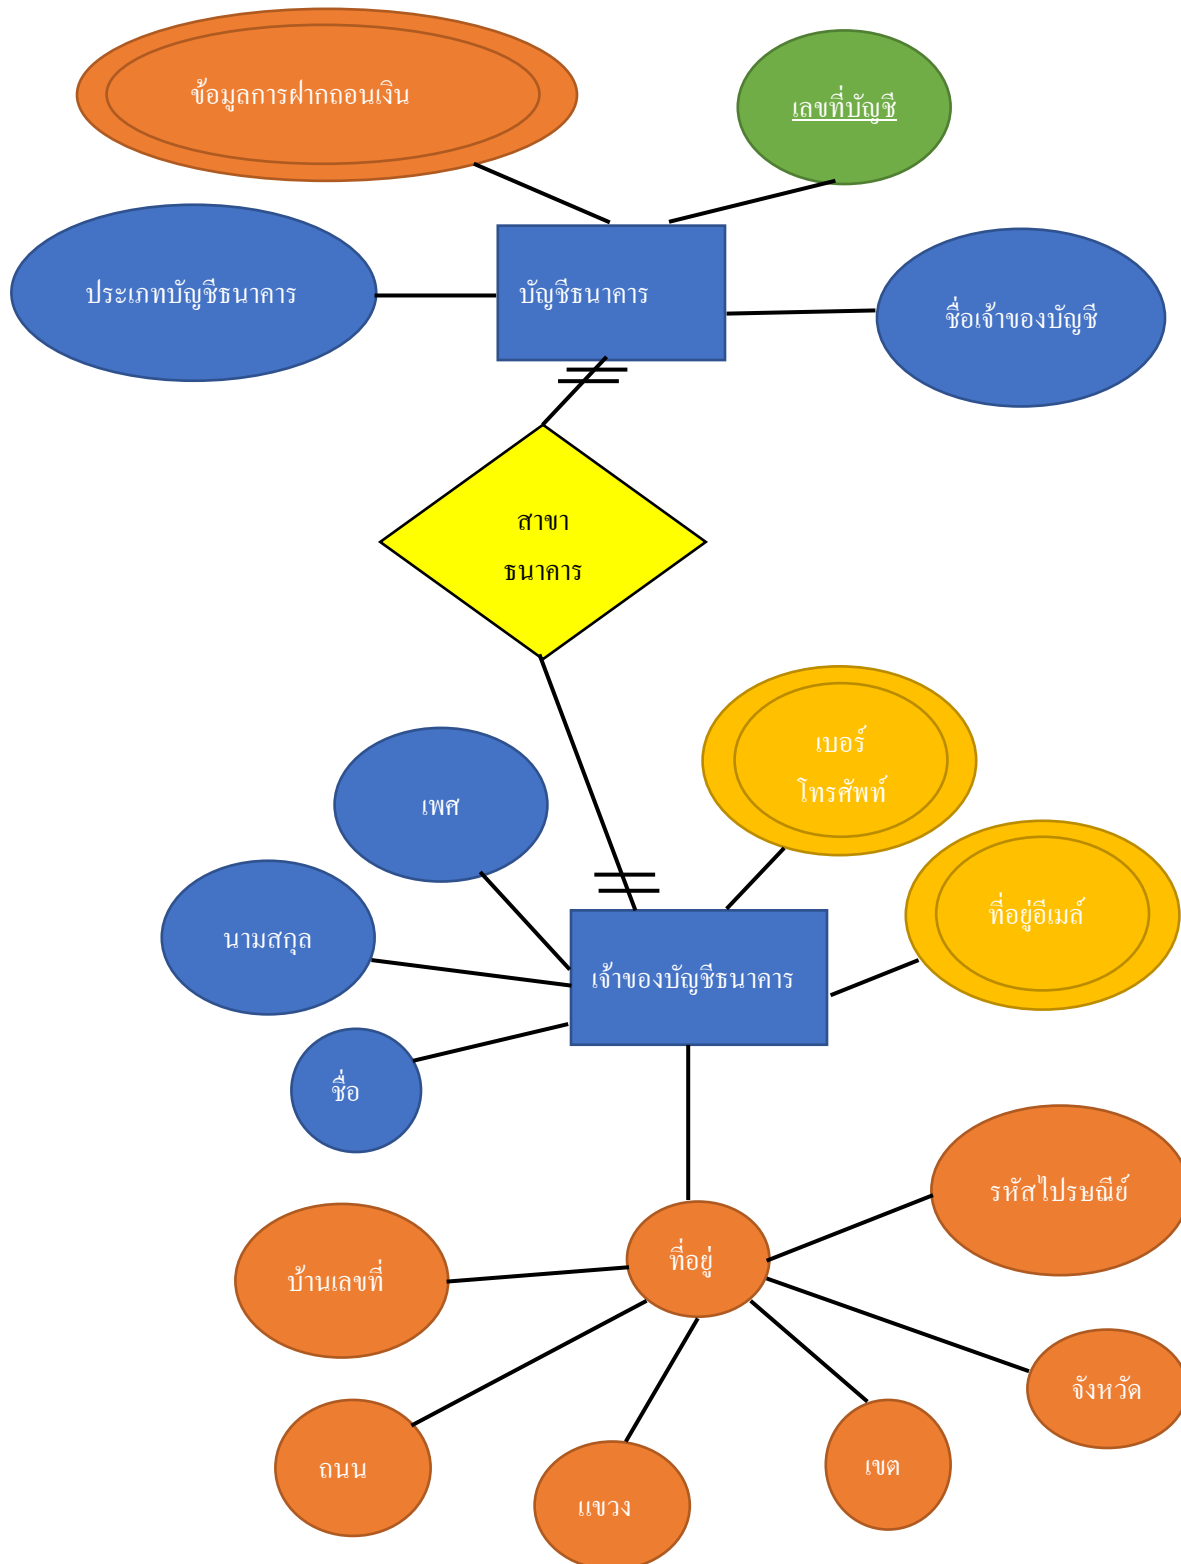 ข้อมูลการฝากถอนเงิน
เลขที่บัญชี
ประเภทบัญชีธนาคาร
บัญชีธนาคาร
ชื่อเจ้าของบัญชี
สาขา
ธนาคาร
เบอร์
โทรศัพท์
เพศ
ที่อยู่อีเมล์
นามสกุล
เจ้าของบัญชีธนาคาร
ชื่อ
รหัสไปรษณีย์
ที่อยู่
บ้านเลขที่
จังหวัด
ถนน
เขต
แขวง